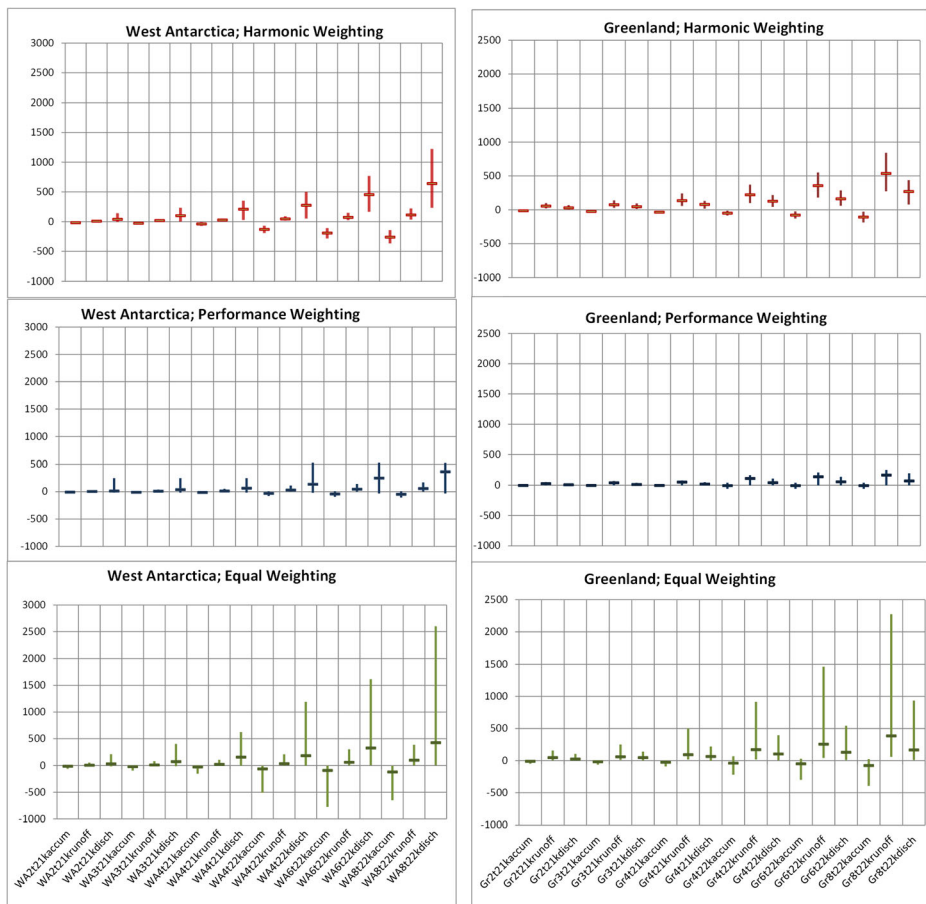 West Antarctica; Harmonic Weighting
3000
2500
2000
1500
1000
500
0
-500
-1000
Greenland; Harmonic Weighting
2500
2000
1500
1000
500
0
-500
-1000
West Antarctica; Performance Weighting
3000
2500
2000
1500
1000
500
0
-500
-1000
Greenland; Performance Weighting
2500
2000
1500
1000
500
0
-500
-1000
West Antarctica; Equal Weighting
3000
2500
2000
1500
1000
500
0
-500
-1000
WA2t21kaccum
WA2t21krunoff
WA2t21kdisch
WA3t21kaccum
WA3t21krunoff
WA3t21kdisch
WA4t21kaccum
WA4t21krunoff
WA4t21kdisch
WA4t22kaccum
WA4t22krunoff
WA4t22kdisch
WA6t22kaccum
WA6t22krunoff
WA6t22kdisch
WA8t22kaccum
WA8t22krunoff
WA8t22kdisch
Greenland; Equal Weighting
2500
2000
1500
1000
500
0
-500
-1000
Gr2t21kaccum
Gr2t21krunoff
Gr2t21kdisch
Gr3t21kaccum
Gr3t21krunoff
Gr3t21kdisch
Gr4t21kaccum
Gr4t21krunoff
Gr4t21kdisch
Gr4t22kaccum
Gr4t22krunoff
Gr4t22kdisch
Gr6t22kaccum
Gr6t22krunoff
Gr6t22kdisch
Gr8t22kaccum
Gr8t22krunoff
Gr8t22kdisch